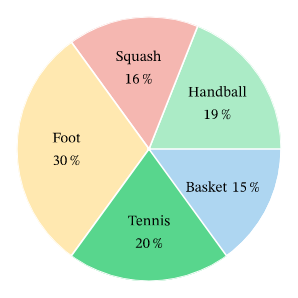 Squash
16 %
Handball
19 %
Foot
30 %
Basket 15 %
Tennis
20 %